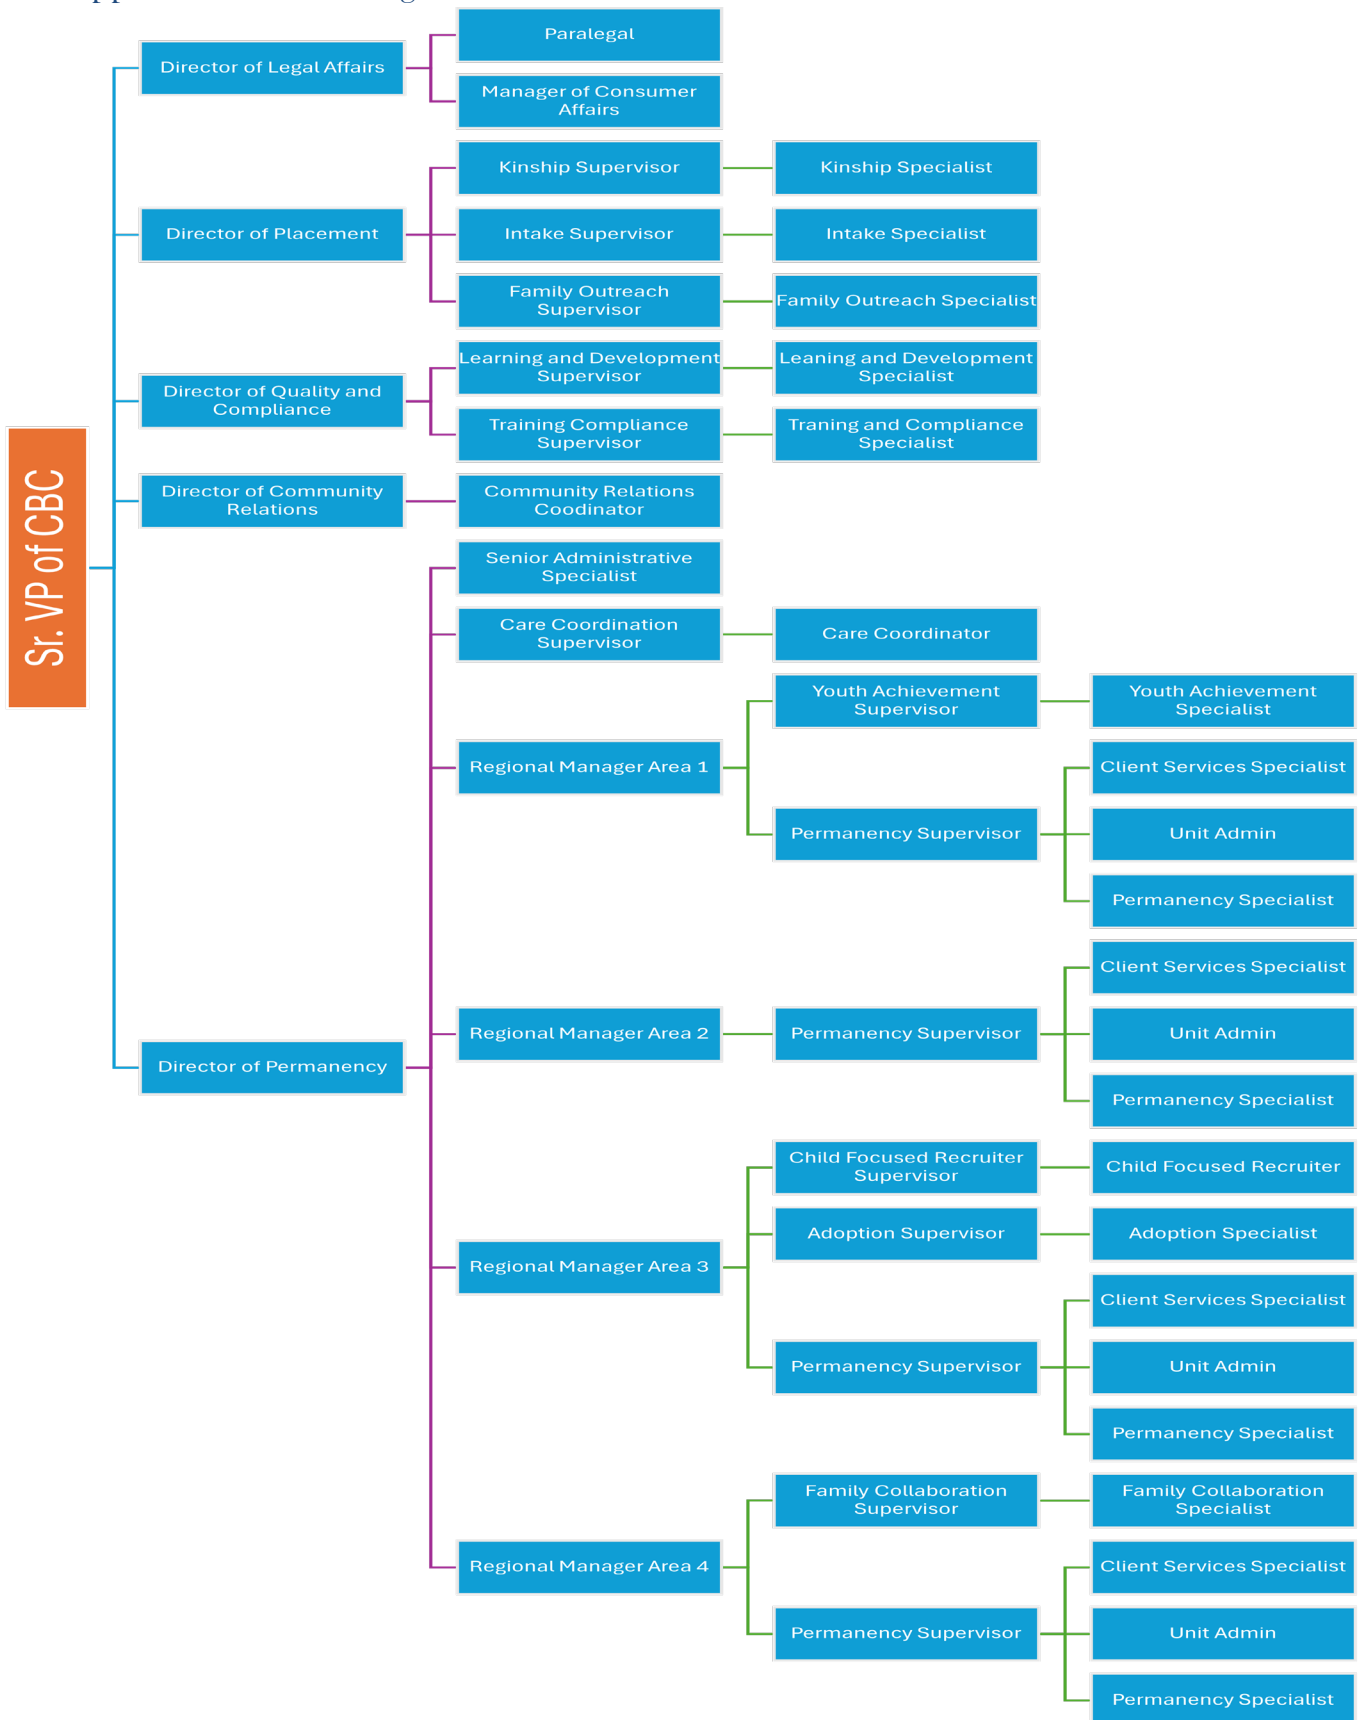 Paralegal
Director of Legal Affairs
Manager of Consumer
Affairs
Kinship Supervisor
Kinship Specialist
Director of Placement
Intake Supervisor
Intake Specialist
Family Outreach
Supervisor
Family Outreach Specialist
Learning and Development
Supervisor
Leaning and Development
Specialist
Director of Quality and
Compliance
Training Compliance
Supervisor
Traning and Compliance
Specialist
Director of Community
Relations
Community Relations
Coodinator
Sr. VP of CBC
Senior Administrative
Specialist
Care Coordination
Supervisor
Care Coordinator
Youth Achievement
Supervisor
Youth Achievement
Specialist
Regional Manager Area 1
Client Services Specialist
Permanency Supervisor
Unit Admin
Permanency Specialist
Client Services Specialist
Regional Manager Area 2
Permanency Supervisor
Unit Admin
Director of Permanency
Permanency Specialist
Child Focused Recruiter
Supervisor
Child Focused Recruiter
Adoption Supervisor
Adoption Specialist
Regional Manager Area 3
Client Services Specialist
Permanency Supervisor
Unit Admin
Permanency Specialist
Family Collaboration
Supervisor
Family Collaboration
Specialist
Regional Manager Area 4
Client Services Specialist
Permanency Supervisor
Unit Admin
Permanency Specialist